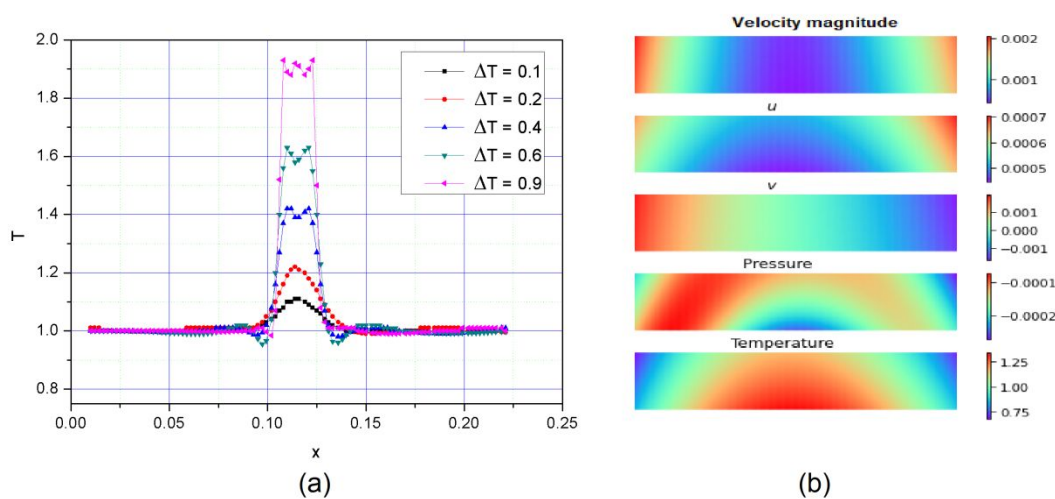 2.0
1.8
1.6
1.4
1.2
1.0
0.8
T
0.00 0.05 0.10 0.15 0.20 0.25
x
ΔT = 0.1
ΔT = 0.2
ΔT = 0.4
ΔT = 0.6
ΔT = 0.9
(a)
Velocity magnitude
0.002
0.001
u
0.0007
0.0006
0.0005
v
0.001
0.000
−0.001
Pressure
−0.0001
−0.0002
Temperature
1.25
1.00
0.75
(b)